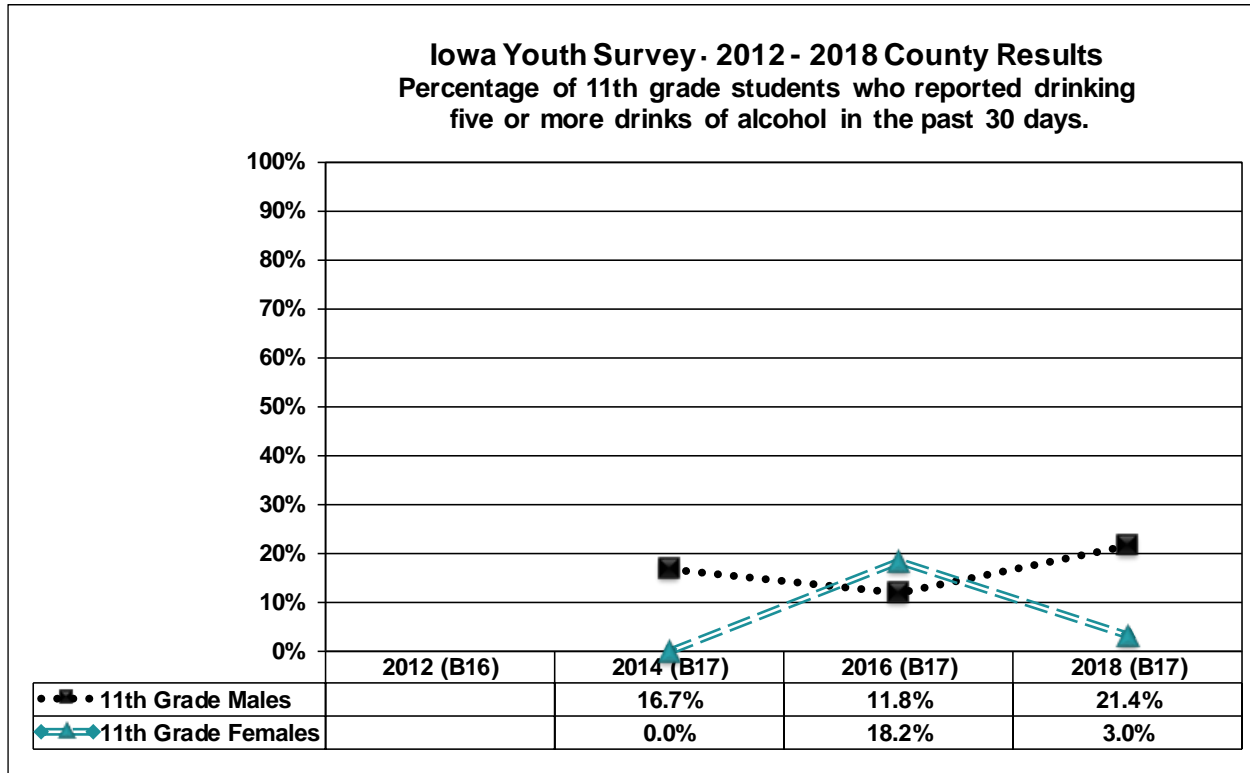 Iowa Youth Survey · 2012 - 2018 County Results
Percentage of 11th grade students who reported drinking
five or more drinks of alcohol in the past 30 days.
100%
90%
80%
70%
60%
50%
40%
30%
20%
10%
0%
2012 (B16) 2014 (B17) 2016 (B17) 2018 (B17)
11th Grade Males 16.7% 11.8% 21.4%
11th Grade Females 0.0% 18.2% 3.0%